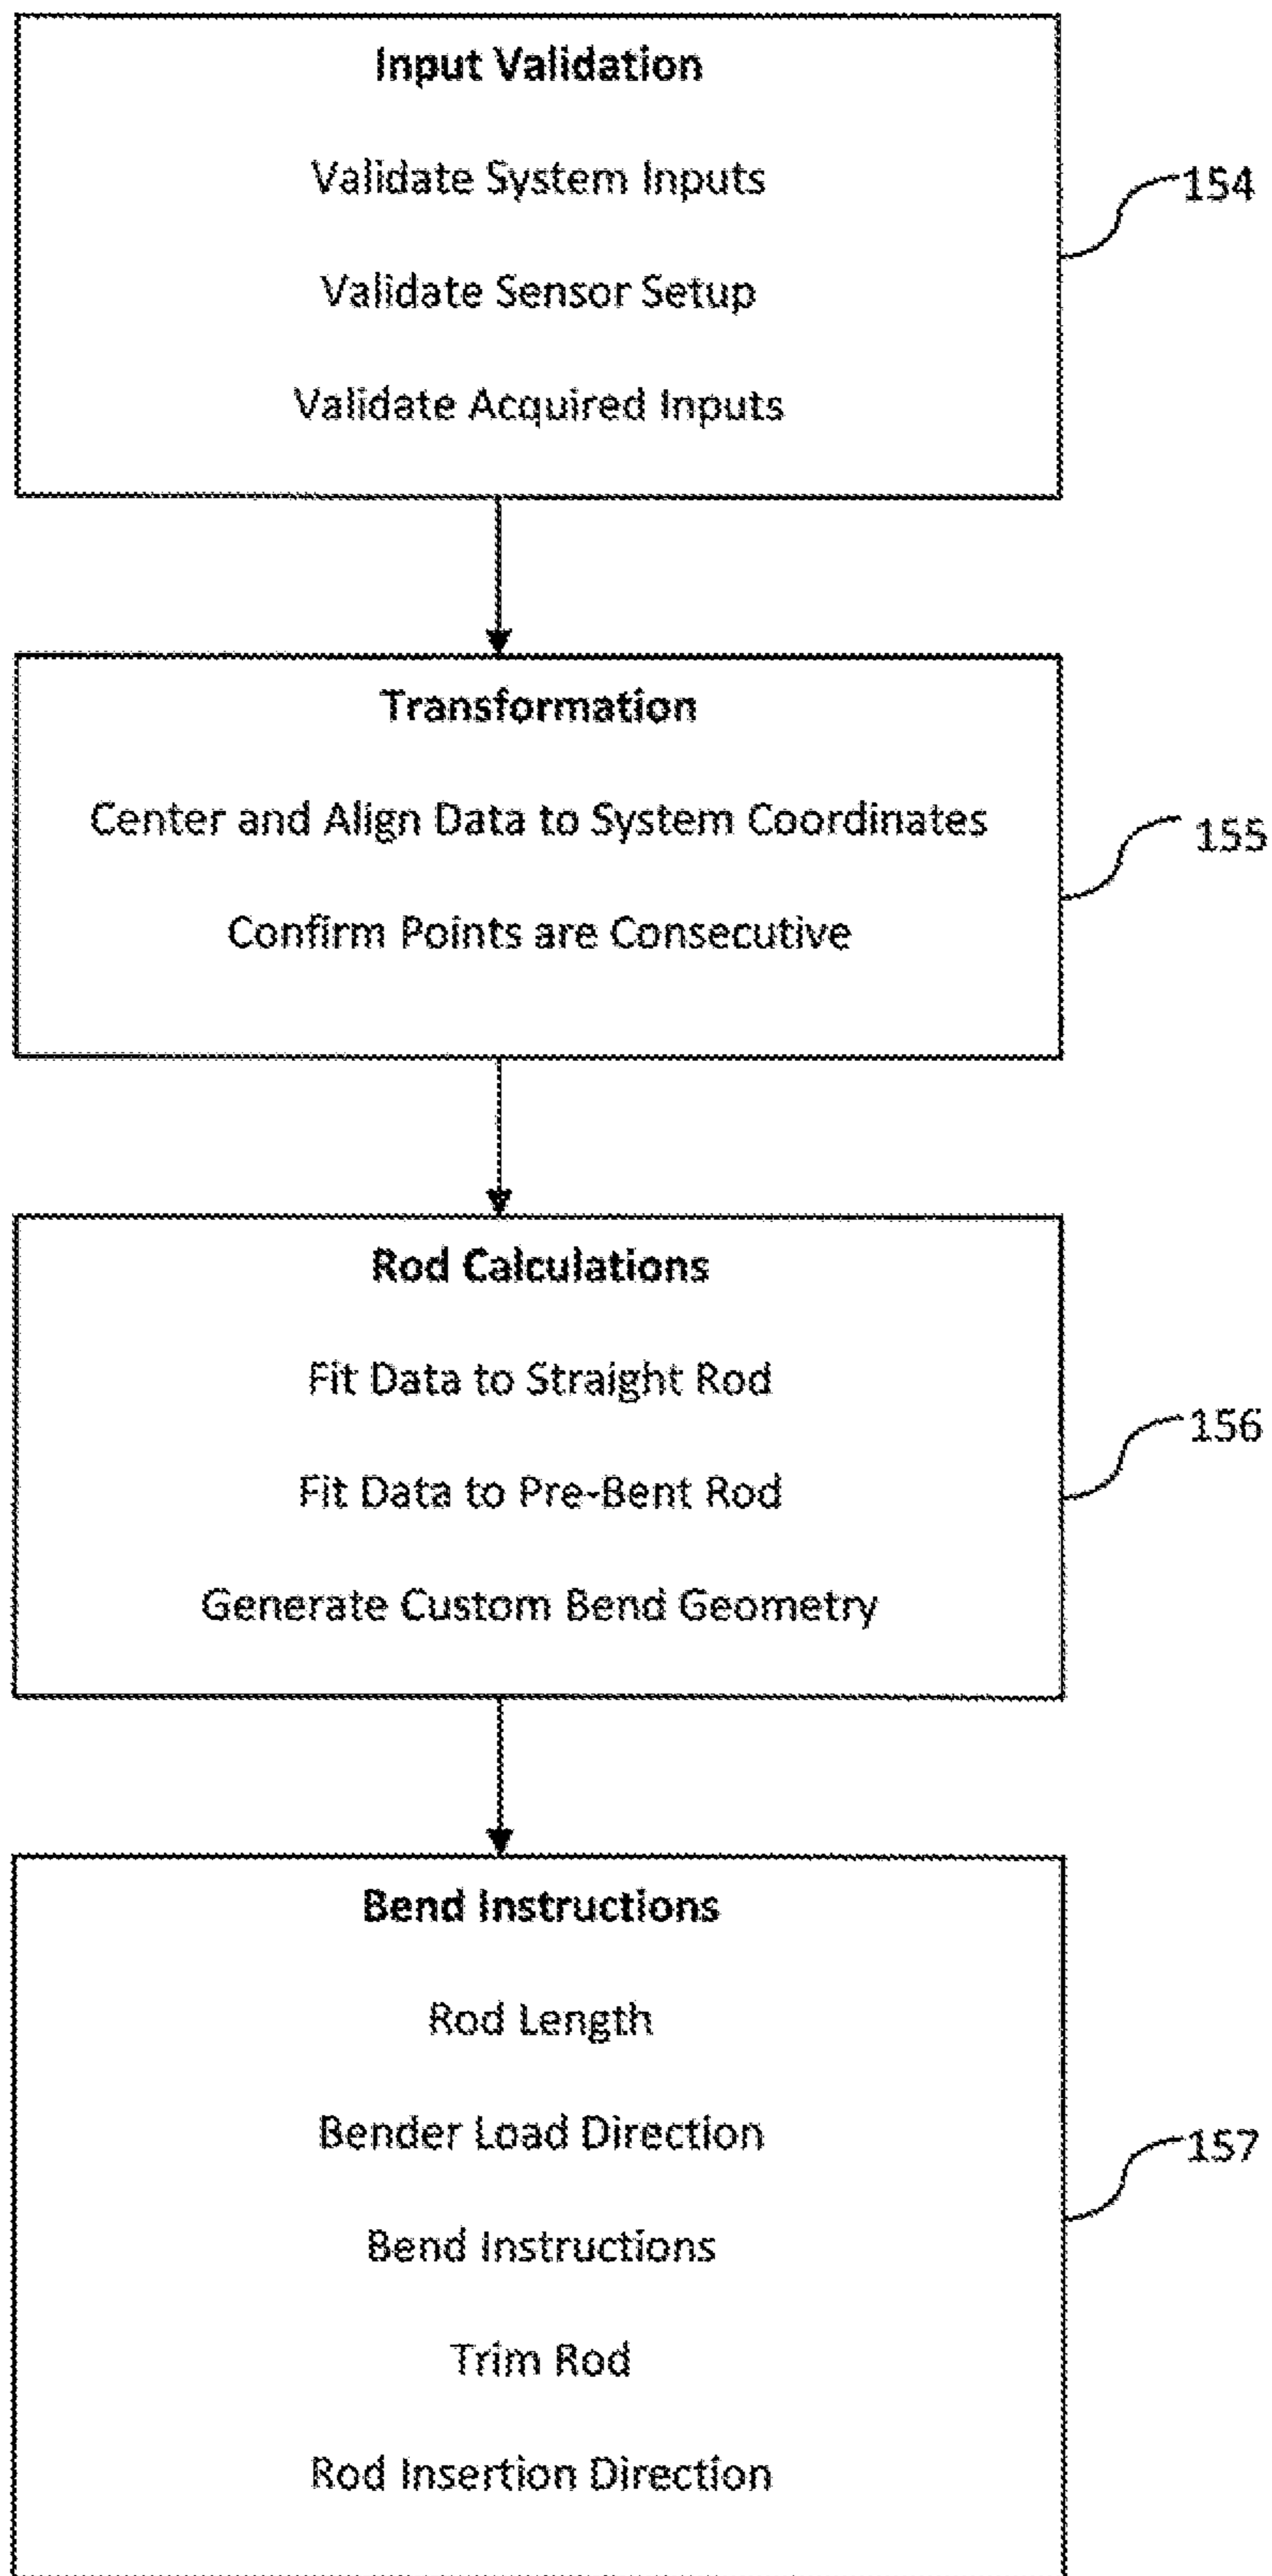 Input Validation
Validate System Inputs
154
Validate Sensor Setup
Validate Acquired Inputs
Transformation
Center and Align Data to System Coordinates
155
Confirm Points are Consecutive
Rod Calculations
Fit Data to Straight Rod
156
Fit Data to Pre-Bent Rod
Generate Custom Bend Geometry
Bend Instructions
Rod Length
Bender Load Direction
157
Bend Instructions
Trim Rod
Rod Insertion Direction